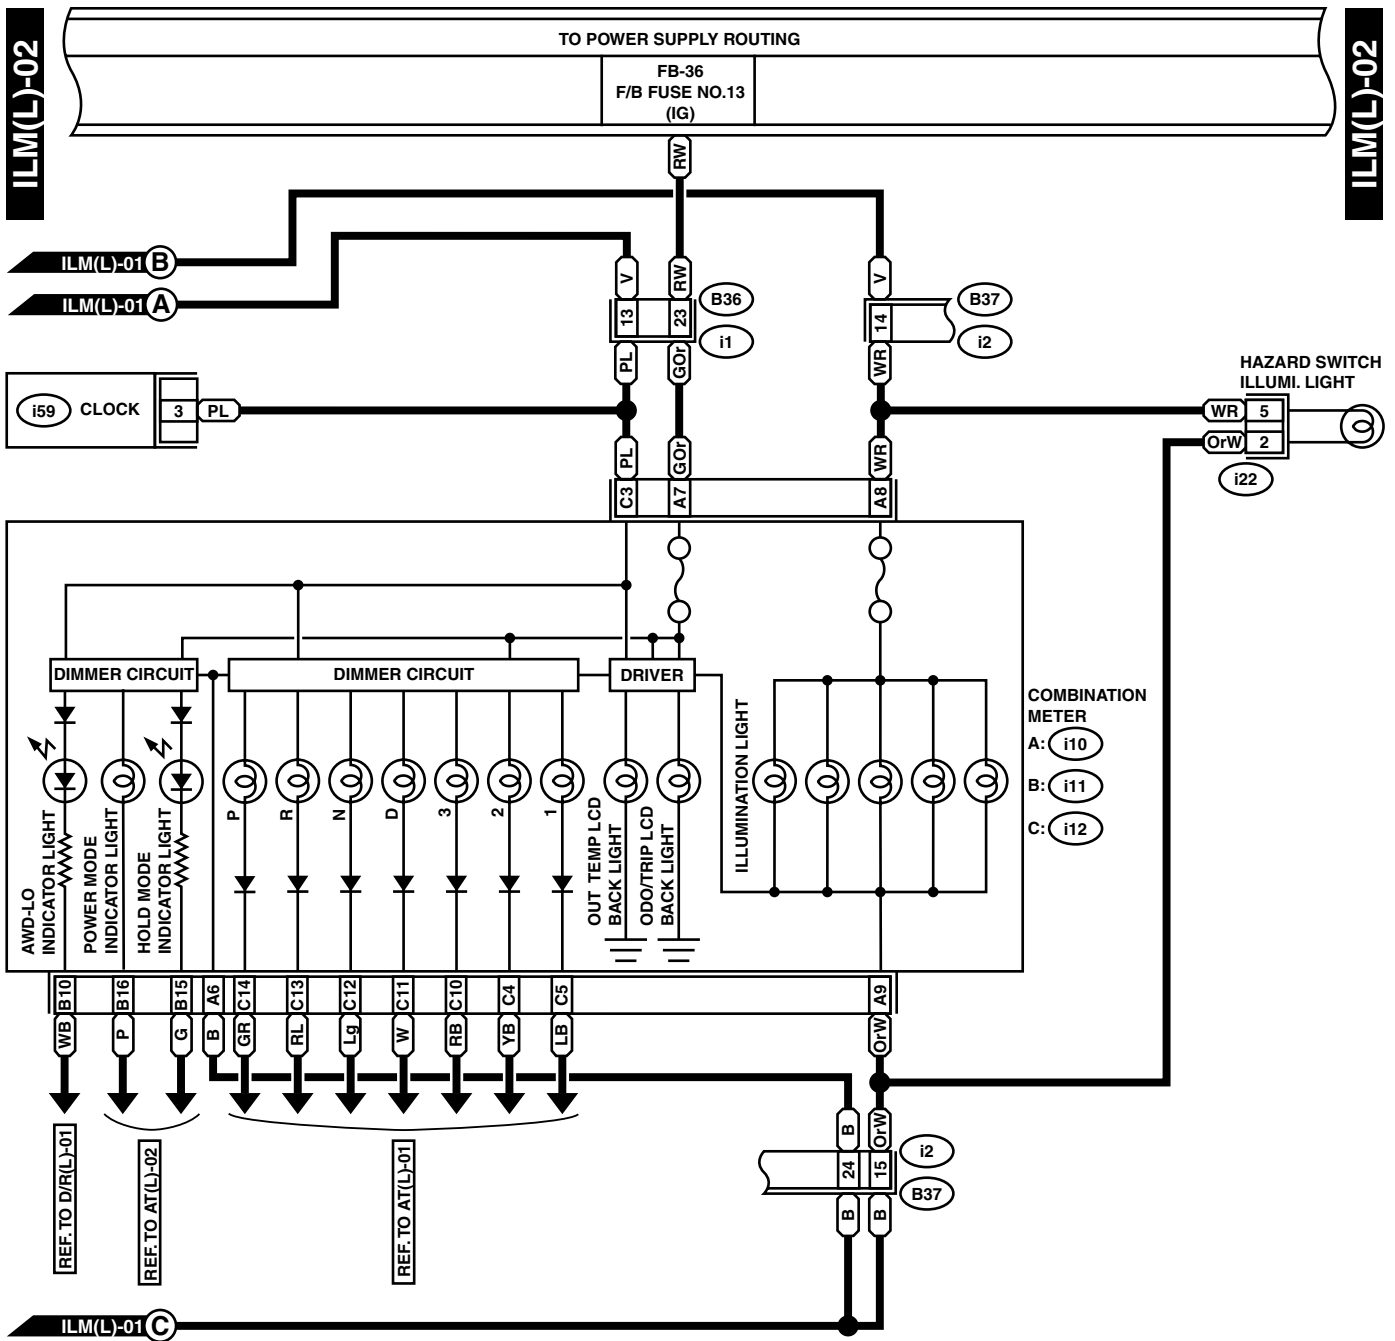 ILM(L)-02
ILM(L)-02
TO POWER SUPPLY ROUTING
FB-36
F/B FUSE NO.13
(IG)
RW
ILM(L)-01 B
ILM(L)-01 A
V
RW
V
13
23
B36
i1
14
B37
i2
PL
GOr
WR
HAZARD SWITCH
ILLUMI. LIGHT
i59 CLOCK 3 PL
WR 5
OrW 2
i22
PL
GOr
WR
C3
A7
A8
DIMMER CIRCUIT
DIMMER CIRCUIT
DRIVER
COMBINATION
METER
A: i10
B: i11
C: i12
AWD-LO
INDICATOR LIGHT
POWER MODE
INDICATOR LIGHT
HOLD MODE
INDICATOR LIGHT
P
R
N
D
3
2
1
OUT TEMP LCD
BACK LIGHT
ODO/TRIP LCD
BACK LIGHT
ILLUMINATION LIGHT
B10
B16
B15
A6
C14
C13
C12
C11
C10
C4
C5
A9
WB
P
G
B
GR
RL
Lg
W
RB
YB
LB
OrW
REF. TO D/R(L)-01
REF. TO AT(L)-02
REF. TO AT(L)-01
B
OrW
24
15
i2
B37
B
B
ILM(L)-01 C